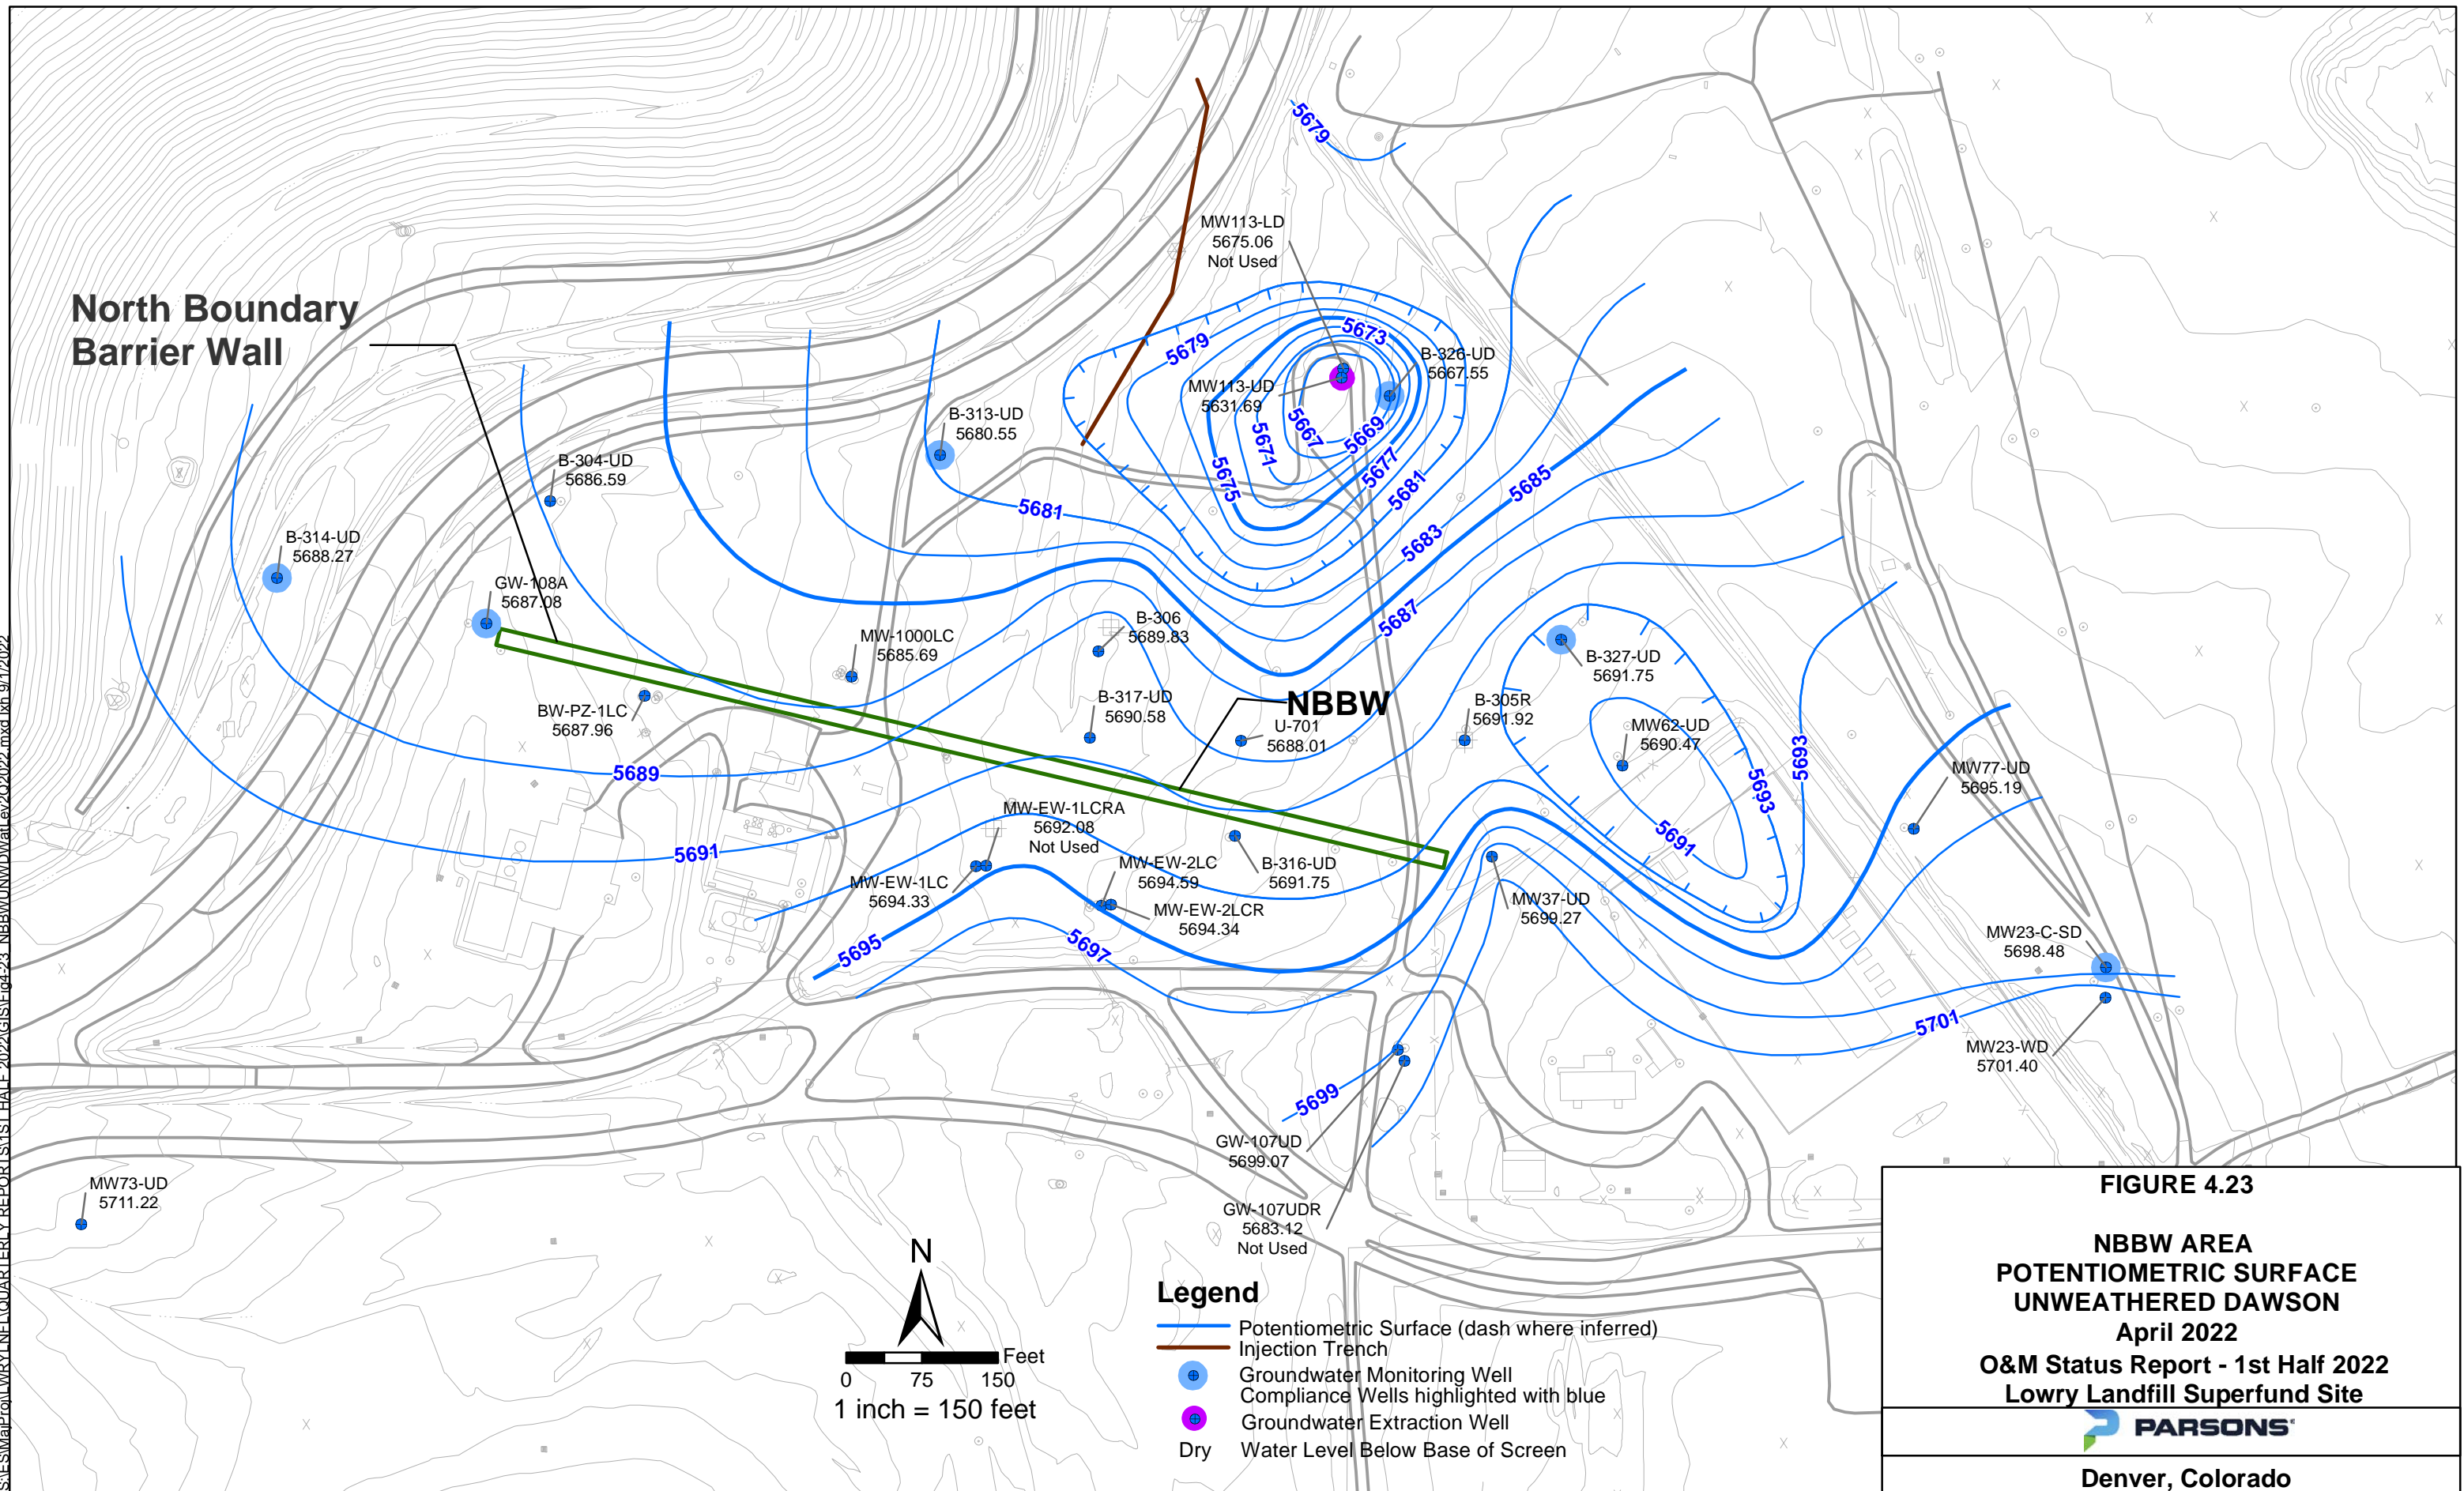 5679
MW113-LD
5675.06
Not Used
North Boundary
Barrier Wall
5679
5673
B-326-UD
5667.55
MW113-UD
5631.69
B-313-UD
5680.55
5667
5669
5671
5675
5677
5681
5685
B-304-UD
5686.59
5681
5683
B-314-UD
5688.27
GW-108A
5687.08
B-306
5689.83
5687
MW-1000LC
5685.69
B-327-UD
5691.75
BW-PZ-1LC
5687.96
B-317-UD
5690.58
NBBW
U-701
5688.01
B-305R
5691.92
MW62-UD
5690.47
5693
5693
MW77-UD
5695.19
5689
5691
MW-EW-1LCRA
5692.08
Not Used
5691
MW-EW-1LC
5694.33
MW-EW-2LC
5694.59
B-316-UD
5691.75
MW-EW-2LCR
5694.34
MW37-UD
5699.27
5695
5697
MW23-C-SD
5698.48
5701
MW23-WD
5701.40
5699
GW-107UD
5699.07
GW-107UDR
5683.12
Not Used
MW73-UD
5711.22
N
Feet
0 75 150
1 inch = 150 feet
Legend
Potentiometric Surface (dash where inferred)
Injection Trench
Groundwater Monitoring Well
Compliance Wells highlighted with blue
Groundwater Extraction Well
Dry Water Level Below Base of Screen
FIGURE 4.23
NBBW AREA
POTENTIOMETRIC SURFACE
UNWEATHERED DAWSON
April 2022
O&M Status Report - 1st Half 2022
Lowry Landfill Superfund Site
PARSONS
Denver, Colorado